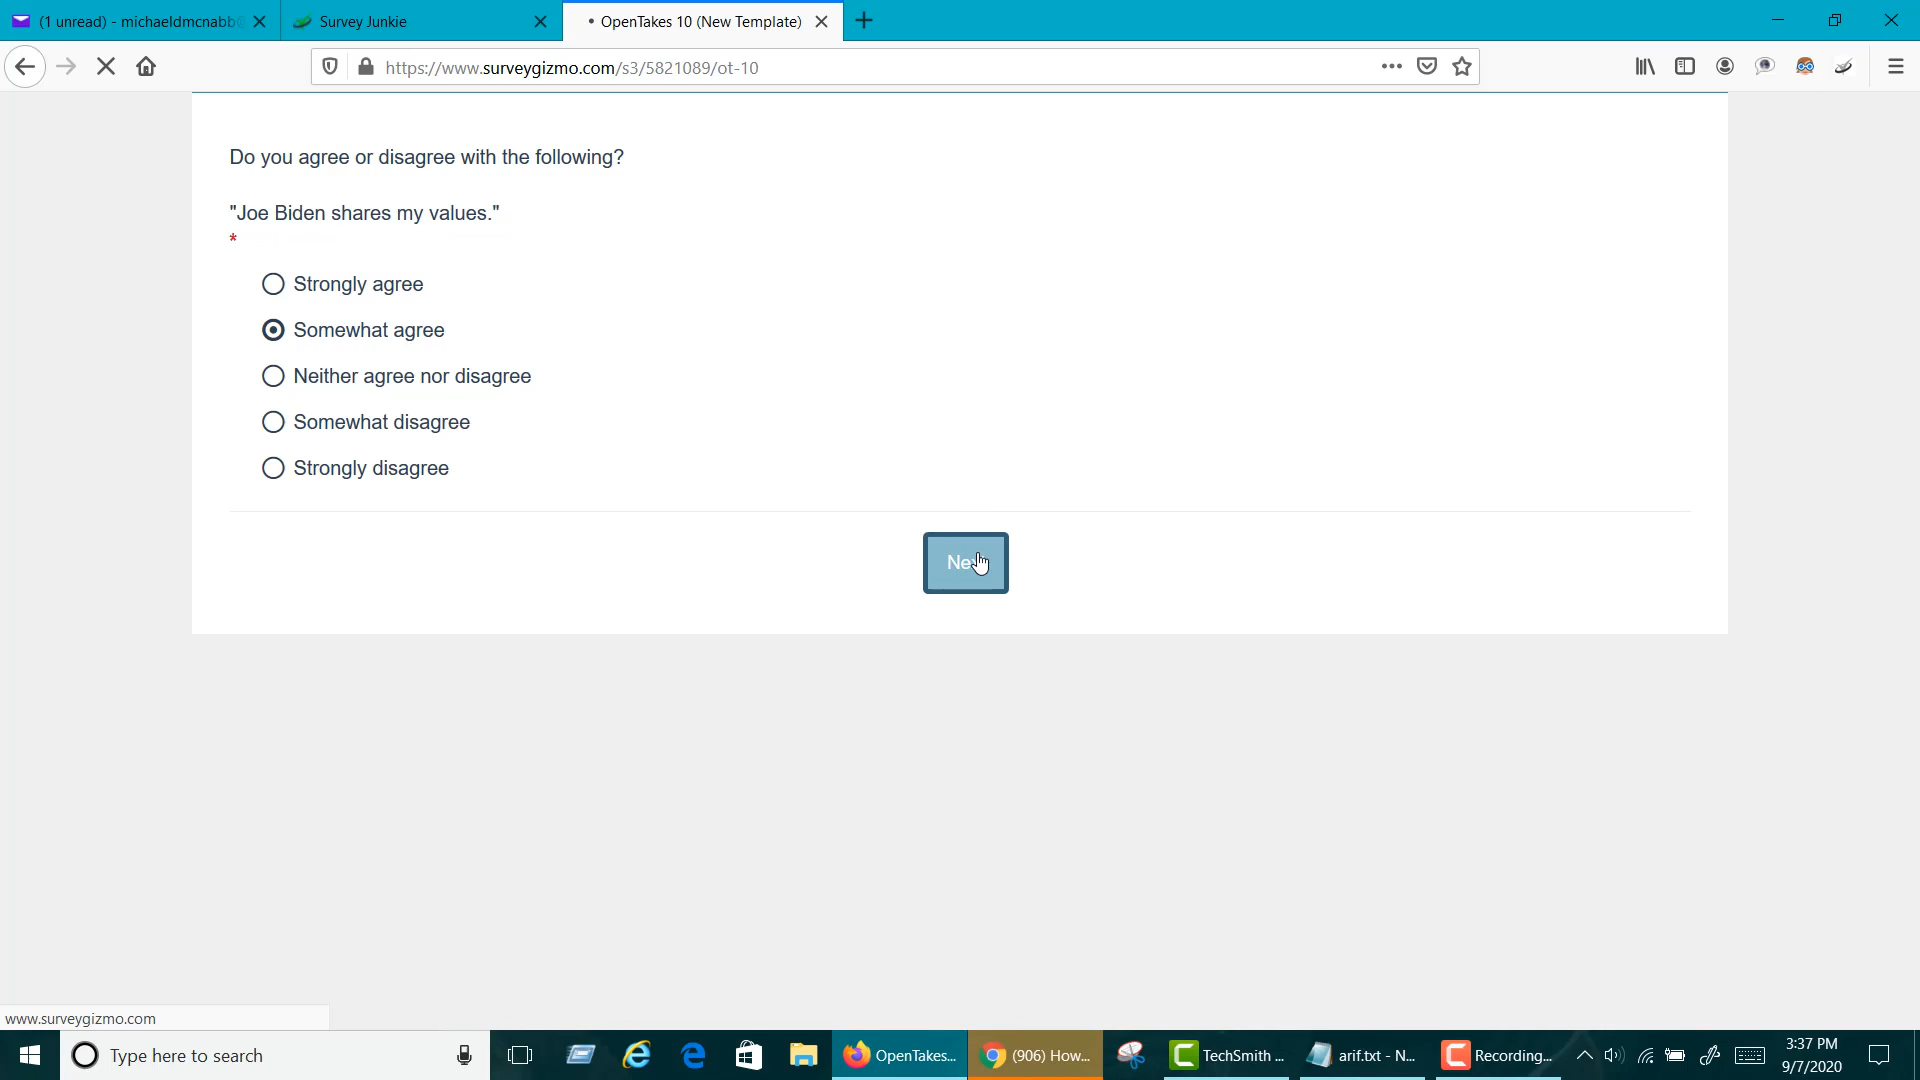 (1 unread) - michaeldmcnabb
Survey Junkie
• OpenTakes 10 (New Template)
https://www.surveygizmo.com/s3/5821089/ot-10
Do you agree or disagree with the following?
"Joe Biden shares my values."
*
Strongly agree
Somewhat agree
Neither agree nor disagree
Somewhat disagree
Strongly disagree
Ne
www.surveygizmo.com
Type here to search
OpenTakes...
(906) How...
TechSmith ...
arif.txt - N...
Recording...
3:37 PM
9/7/2020